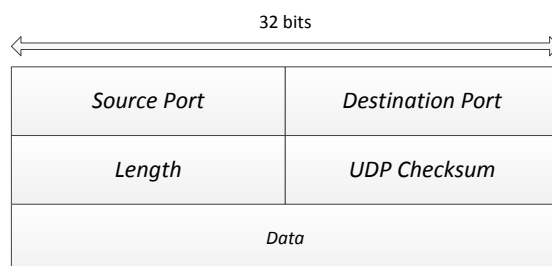 32 bits
Source Port
Destination Port
Length
UDP Checksum
Data